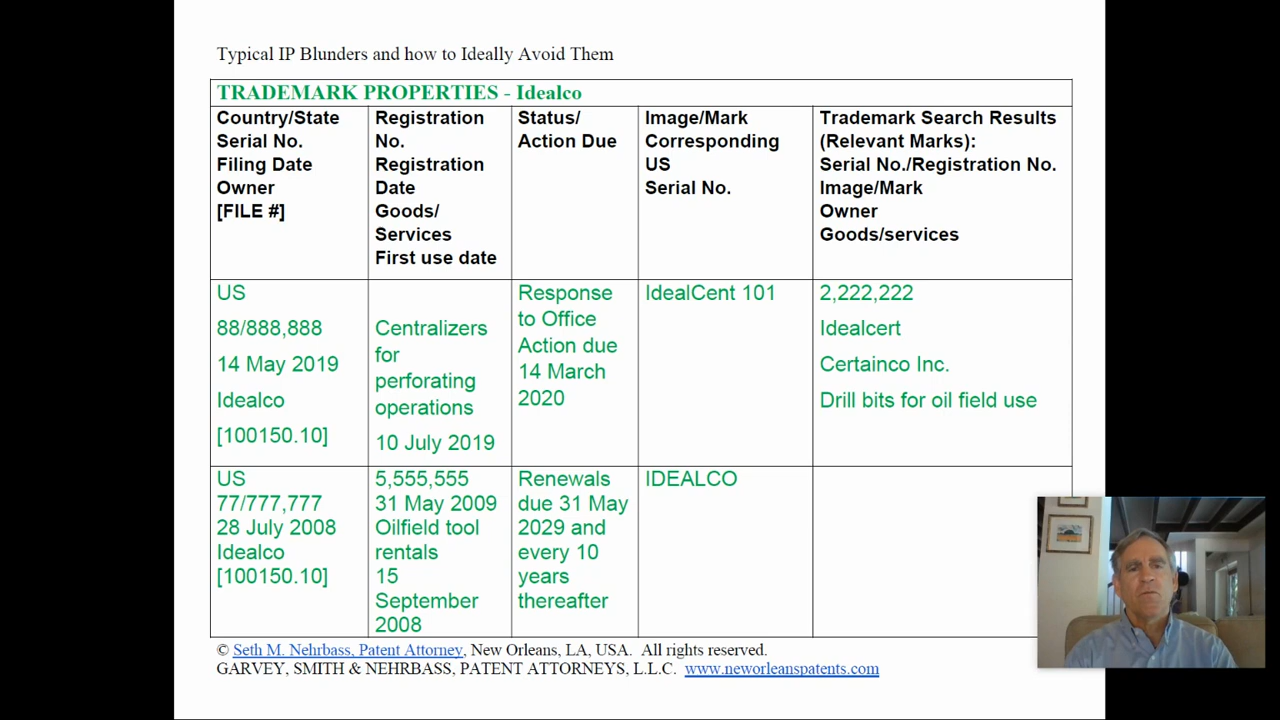 Typical IP Blunders and how to Ideally Avoid Them
TRADEMARK PROPERTIES - Idealco
Country/State
Serial No.
Filing Date
Owner
[FILE #]
Registration
No.
Registration
Date
Goods/
Services
First use date
Status/
Action Due
Image/Mark
Corresponding
US
Serial No.
Trademark Search Results
(Relevant Marks):
Serial No./Registration No.
Image/Mark
Owner
Goods/services
US
88/888,888
14 May 2019
Idealco
[100150.10]
Centralizers
for
perforating
operations
10 July 2019
Response
to Office
Action due
14 March
2020
IdealCent 101
2,222,222
Idealcert
Certainco Inc.
Drill bits for oil field use
US
77/777,777
28 July 2008
Idealco
[100150.10]
5,555,555
31 May 2009
Oilfield tool
rentals
15
September
2008
Renewals
due 31 May
2029 and
every 10
years
thereafter
IDEALCO
© Seth M. Nehrbass, Patent Attorney, New Orleans, LA, USA. All rights reserved.
GARVEY, SMITH & NEHRBASS, PATENT ATTORNEYS, L.L.C. www.neworleanspatents.com